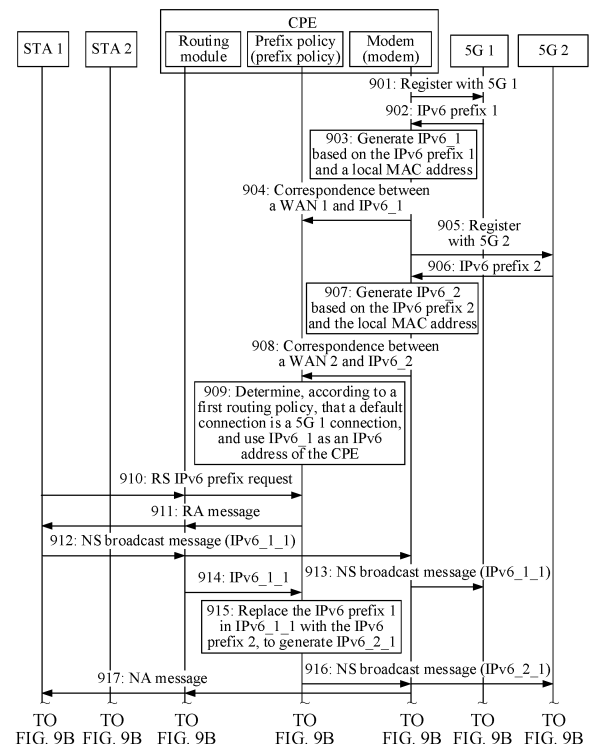 CPE
STA 1
STA 2
Routing
module
Prefix policy
(prefix policy)
Modem
(modem)
5G 1
5G 2
901: Register with 5G 1
902: IPv6 prefix 1
903: Generate IPv6_1
based on the IPv6 prefix 1
and a local MAC address
904: Correspondence between
a WAN 1 and IPv6_1
905: Register
with 5G 2
906: IPv6 prefix 2
907: Generate IPv6_2
based on the IPv6 prefix 2
and the local MAC address
908: Correspondence between
a WAN 2 and IPv6_2
909: Determine, according to a
first routing policy, that a default
connection is a 5G 1 connection,
and use IPv6_1 as an IPv6
address of the CPE
910: RS IPv6 prefix request
911: RA message
912: NS broadcast message (IPv6_1_1)
913: NS broadcast message (IPv6_1_1)
914: IPv6_1_1
915: Replace the IPv6 prefix 1
in IPv6_1_1 with the IPv6
prefix 2, to generate IPv6_2_1
916: NS broadcast message (IPv6_2_1)
917: NA message
TO
FIG. 9B
TO
FIG. 9B
TO
FIG. 9B
TO
FIG. 9B
TO
FIG. 9B
TO
FIG. 9B
TO
FIG. 9B